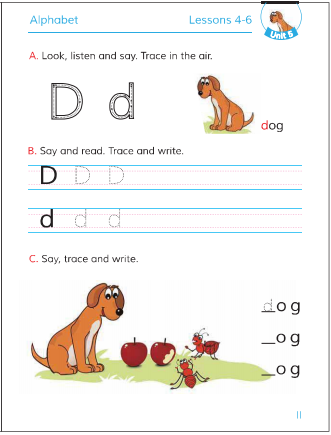 Alphabet Lessons 4-6
Unit 5
A. Look, listen and say. Trace in the air.
D d
dog
B. Say and read. Trace and write.
D D D
d d d
C. Say, trace and write.
dog
_og
_og
11